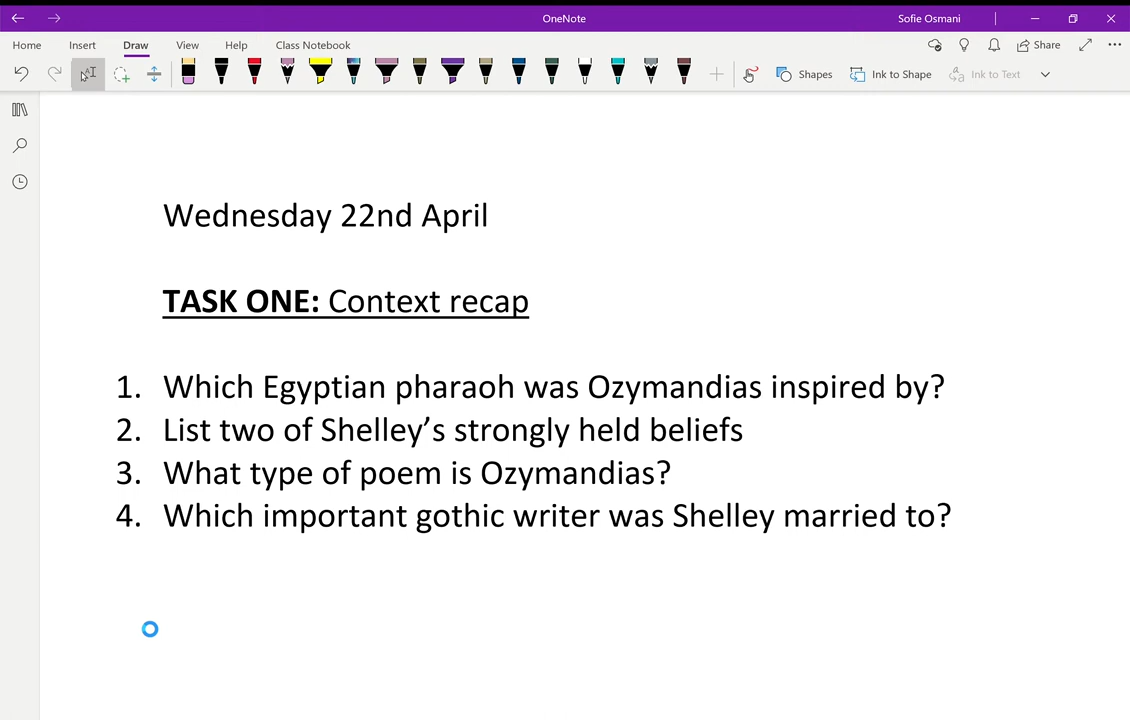 OneNote
Sofie Osmani
Home Insert Draw View Help Class Notebook
Share
Shapes Ink to Shape Ink to Text
Wednesday 22nd April
TASK ONE: Context recap
1. Which Egyptian pharaoh was Ozymandias inspired by?
2. List two of Shelley’s strongly held beliefs
3. What type of poem is Ozymandias?
4. Which important gothic writer was Shelley married to?